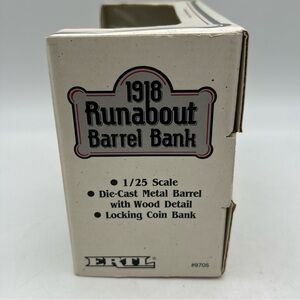 1918
Runabout
Barrel Bank
● 1/25 Scale
● Die-Cast Metal Barrel
with Wood Detail
● Locking Coin Bank
ERTL
#9705